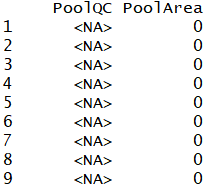 PoolQC PoolArea
1 <NA> 0
2 <NA> 0
3 <NA> 0
4 <NA> 0
5 <NA> 0
6 <NA> 0
7 <NA> 0
8 <NA> 0
9 <NA> 0